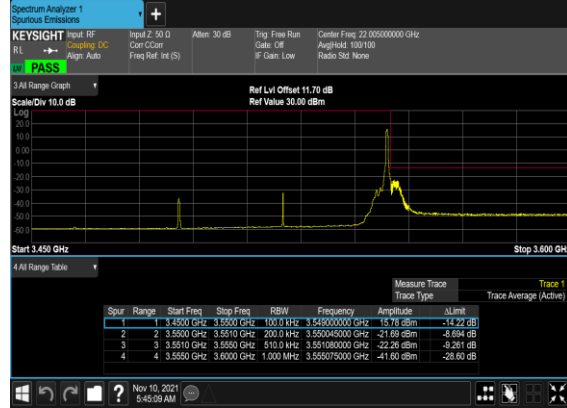 Spectrum Analyzer 1
Spurious Emissions
KEYSIGHT Input: RF Input Z: 50 Ω Atten: 30 dB Trig: Free Run Center Freq: 22.005000000 GHz
RL Coupling: DC Corr CCorr Gate: Off Avg|Hold: 100/100
Align: Auto Freq Ref: Int (S) IF Gain: Low Radio Std: None
LW PASS
3 All Range Graph
Ref Lvl Offset 11.70 dB
Scale/Div 10.0 dB Ref Value 30.00 dBm
Log
20.0
10.0
0.00
-10.0
-20.0
-30.0
-40.0
-50.0
-60.0
Start 3.450 GHz Stop 3.600 GHz
4 All Range Table
Measure Trace Trace 1
Trace Type Trace Average (Active)
Spur Range Start Freq Stop Freq RBW Frequency Amplitude ΔLimit
1 1 3.4500 GHz 3.5500 GHz 100.0 kHz 3.549000000 GHz 15.78 dBm -14.22 dB
2 2 3.5500 GHz 3.5510 GHz 200.0 kHz 3.550045000 GHz -21.69 dBm -8.694 dB
3 3 3.5510 GHz 3.5550 GHz 510.0 kHz 3.551080000 GHz -22.26 dBm -9.261 dB
4 4 3.5550 GHz 3.6000 GHz 1.000 MHz 3.555075000 GHz -41.60 dBm -28.60 dB
? Nov 10, 2021
5:45:09 AM